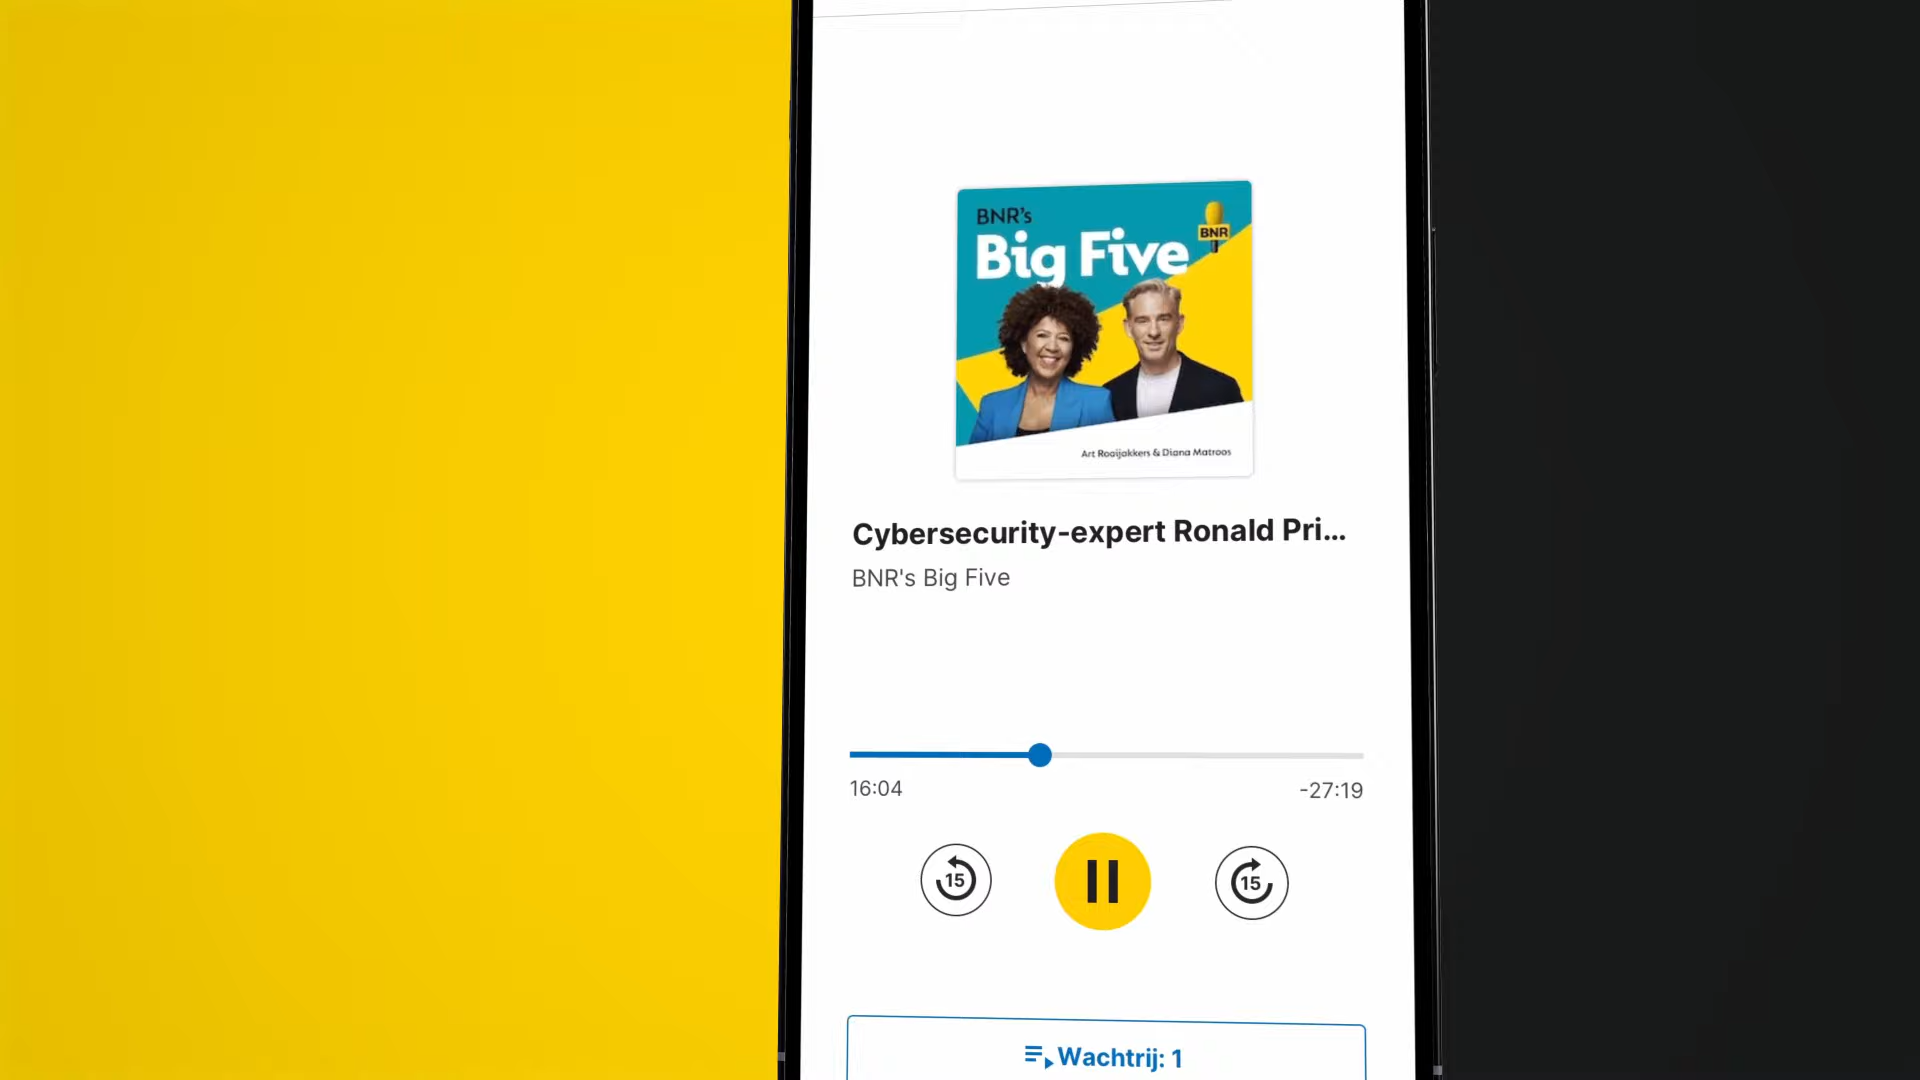 BNR's
Big Five
BNR
Art Rooijakkers & Diana Matroos
Cybersecurity-expert Ronald Pri...
BNR's Big Five
16:04
-27:19
15
15
Wachtrij: 1